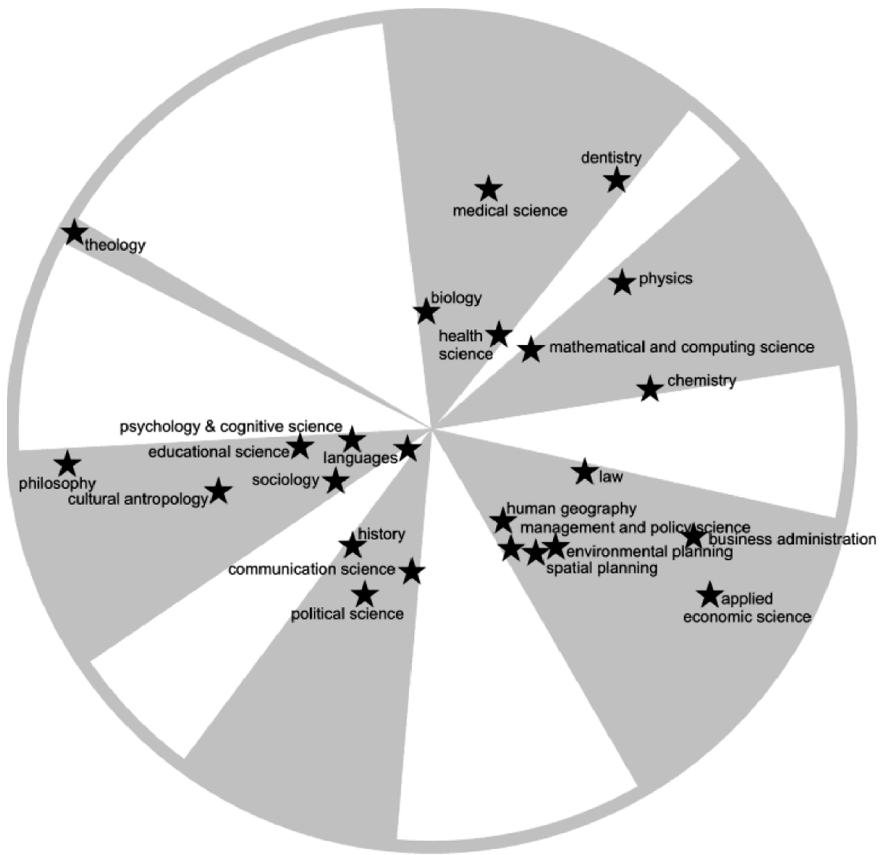 dentistry
medical science
theology
physics
biology
health
science
mathematical and computing science
chemistry
psychology & cognitive science
educational science
languages
philosophy
cultural antropology
sociology
law
human geography
management and policy science
business administration
environmental planning
spatial planning
history
communication science
political science
applied
economic science